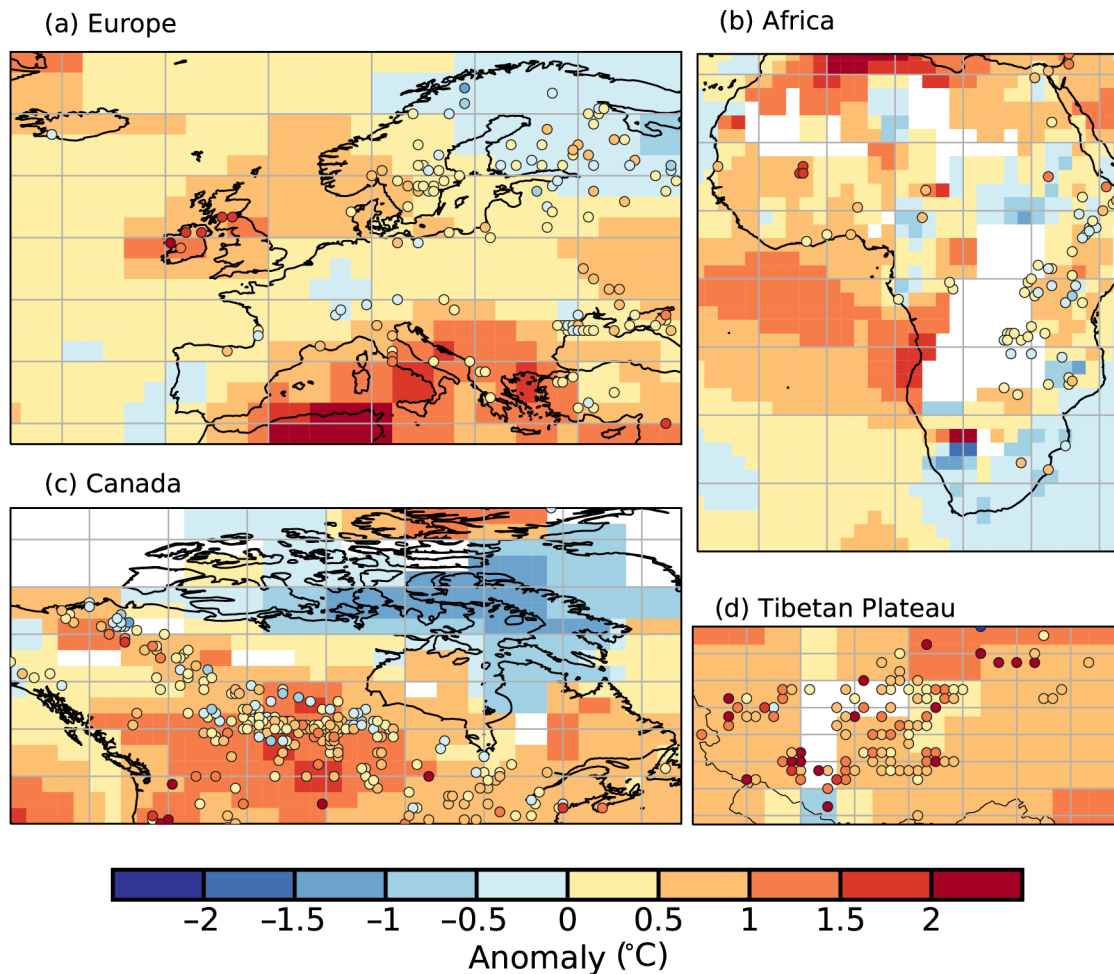 (a) Europe
(b) Africa
(c) Canada
(d) Tibetan Plateau
−2 −1.5 −1 −0.5 0 0.5 1 1.5 2
Anomaly (°C)